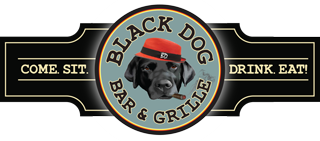 BLACK DOG
COME. SIT.
DRINK. EAT!
BAR & GRILLE